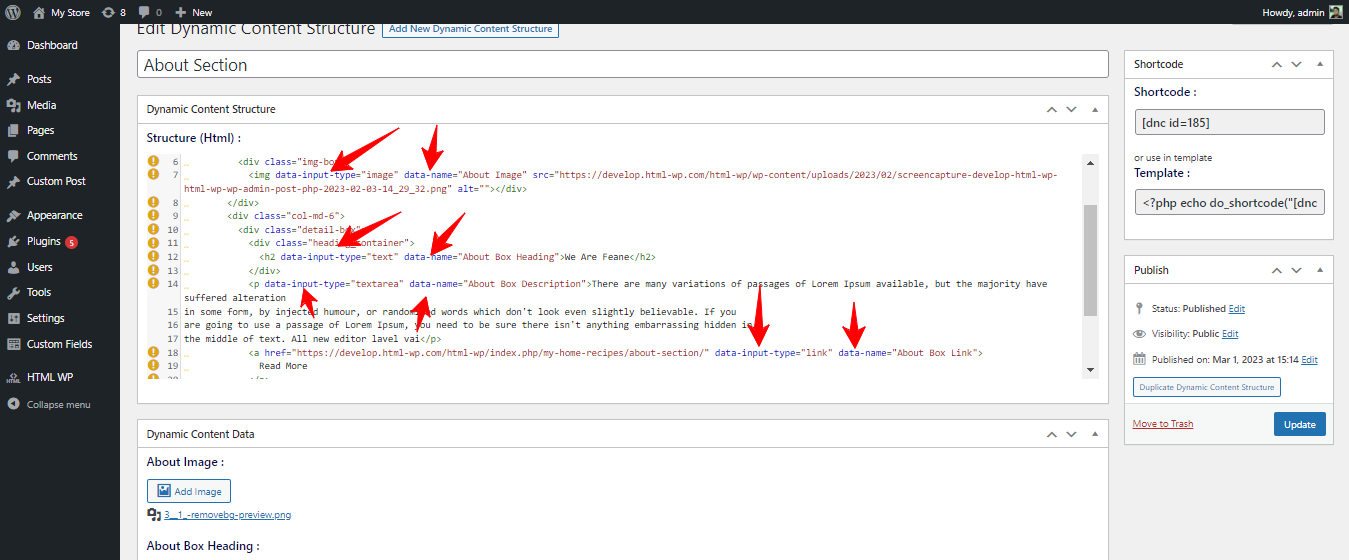 My Store
8
0
New
Howdy, admin
Dashboard
Posts
Media
Pages
Comments
Custom Post
Appearance
Plugins 5
Users
Tools
Settings
Custom Fields
HTML WP
Collapse menu
Edit Dynamic Content Structure
Add New Dynamic Content Structure
About Section
Dynamic Content Structure
Structure (Html) :
6 <div class="img-bo
7 <img data-input-type="image" data-name="About Image" src="https://develop.html-wp.com/html-wp/wp-content/uploads/2023/02/screencapture-develop-html-wp-
html-wp-wp-admin-post-php-2023-02-03-14_29_32.png" alt=""></div>
8 </div>
9 <div class="col-md-6">
10 <div class="detail-box"
11 <div class="heading_container">
12 <h2 data-input-type="text" data-name="About Box Heading">We Are Feane</h2>
13 </div>
14 <p data-input-type="textarea" data-name="About Box Description">There are many variations of passages of Lorem Ipsum available, but the majority have
suffered alteration
15 in some form, by injected humour, or randomised words which don't look even slightly believable. If you
16 are going to use a passage of Lorem Ipsum, you need to be sure there isn't anything embarrassing hidden i
17 the middle of text. All new editor lavel vai</p>
18 <a href="https://develop.html-wp.com/html-wp/index.php/my-home-recipes/about-section/" data-input-type="link" data-name="About Box Link">
19 Read More
Dynamic Content Data
About Image :
Add Image
3__1_-removebg-preview.png
About Box Heading :
Shortcode
Shortcode :
[dnc id=185]
or use in template
Template :
<?php echo do_shortcode("[dnc
Publish
Status: Published Edit
Visibility: Public Edit
Published on: Mar 1, 2023 at 15:14 Edit
Duplicate Dynamic Content Structure
Move to Trash
Update